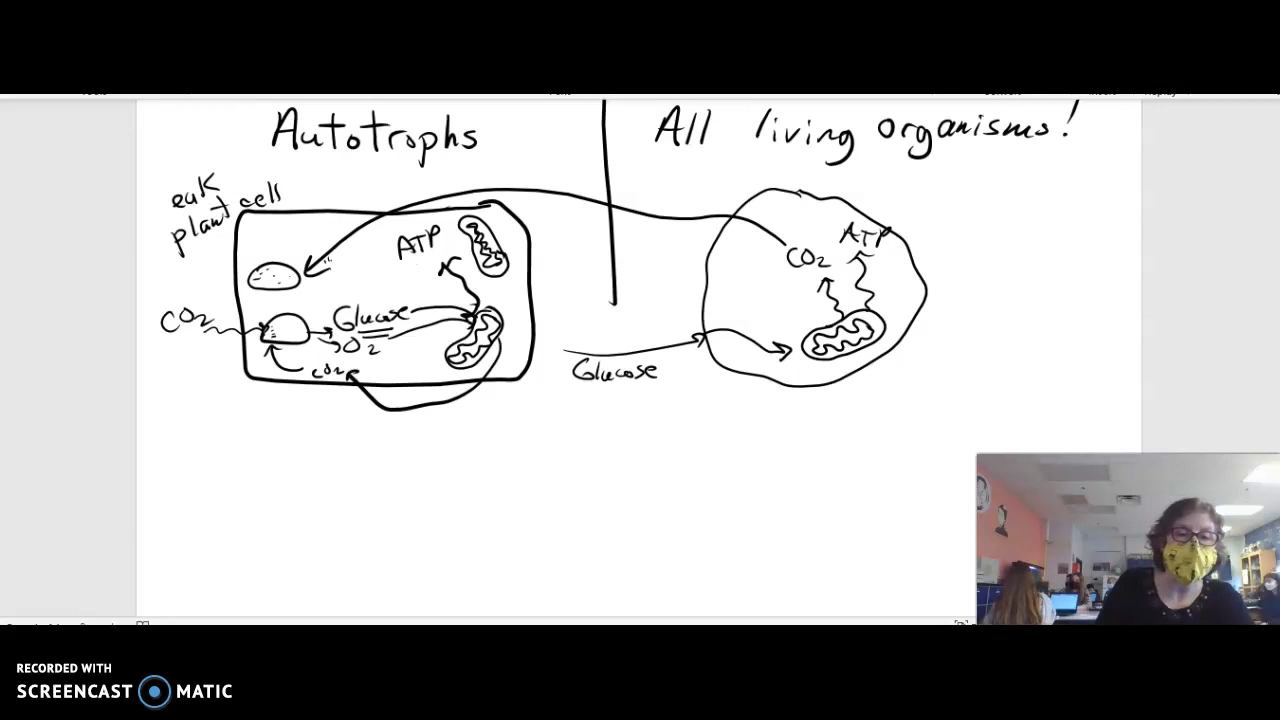 Autotrophs
All living organisms!
euk
plant cell
ATP
CO2
Glucose
O2
CO2
Glucose
CO2
ATP
RECORDED WITH
SCREENCAST MATIC